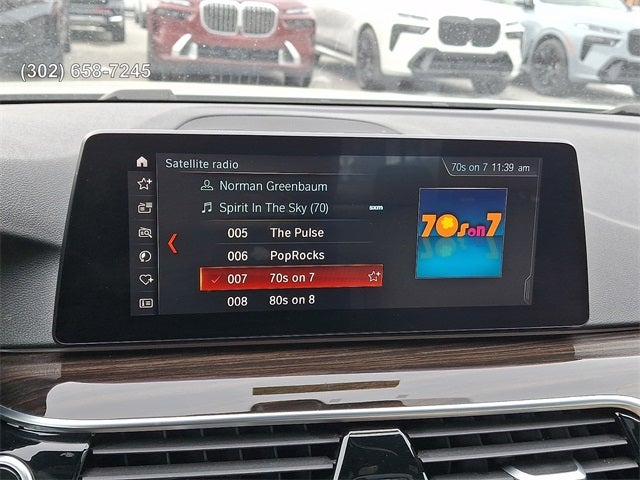 (302) 658-7245
Satellite radio
70s on 7 11:39 am
Norman Greenbaum
Spirit In The Sky (70)
sxm
005 The Pulse
006 PopRocks
007 70s on 7
008 80s on 8
70s on 7